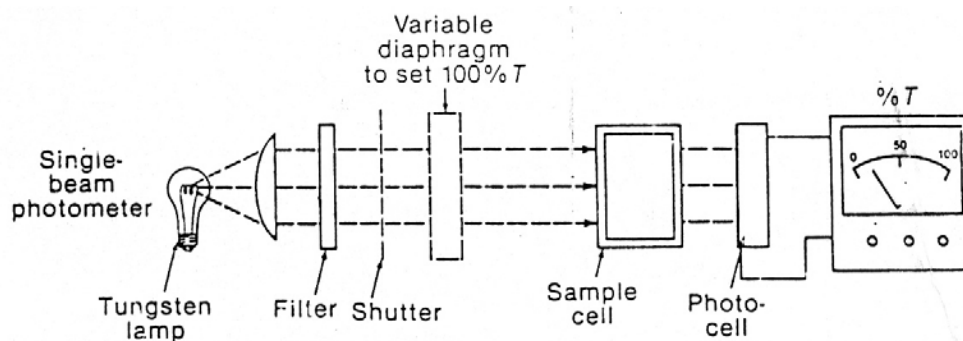 Variable
diaphragm
to set 100% T
Single-
beam
photometer
% T
0 50 100
Tungsten
lamp
Filter
Shutter
Sample
cell
Photo-
cell